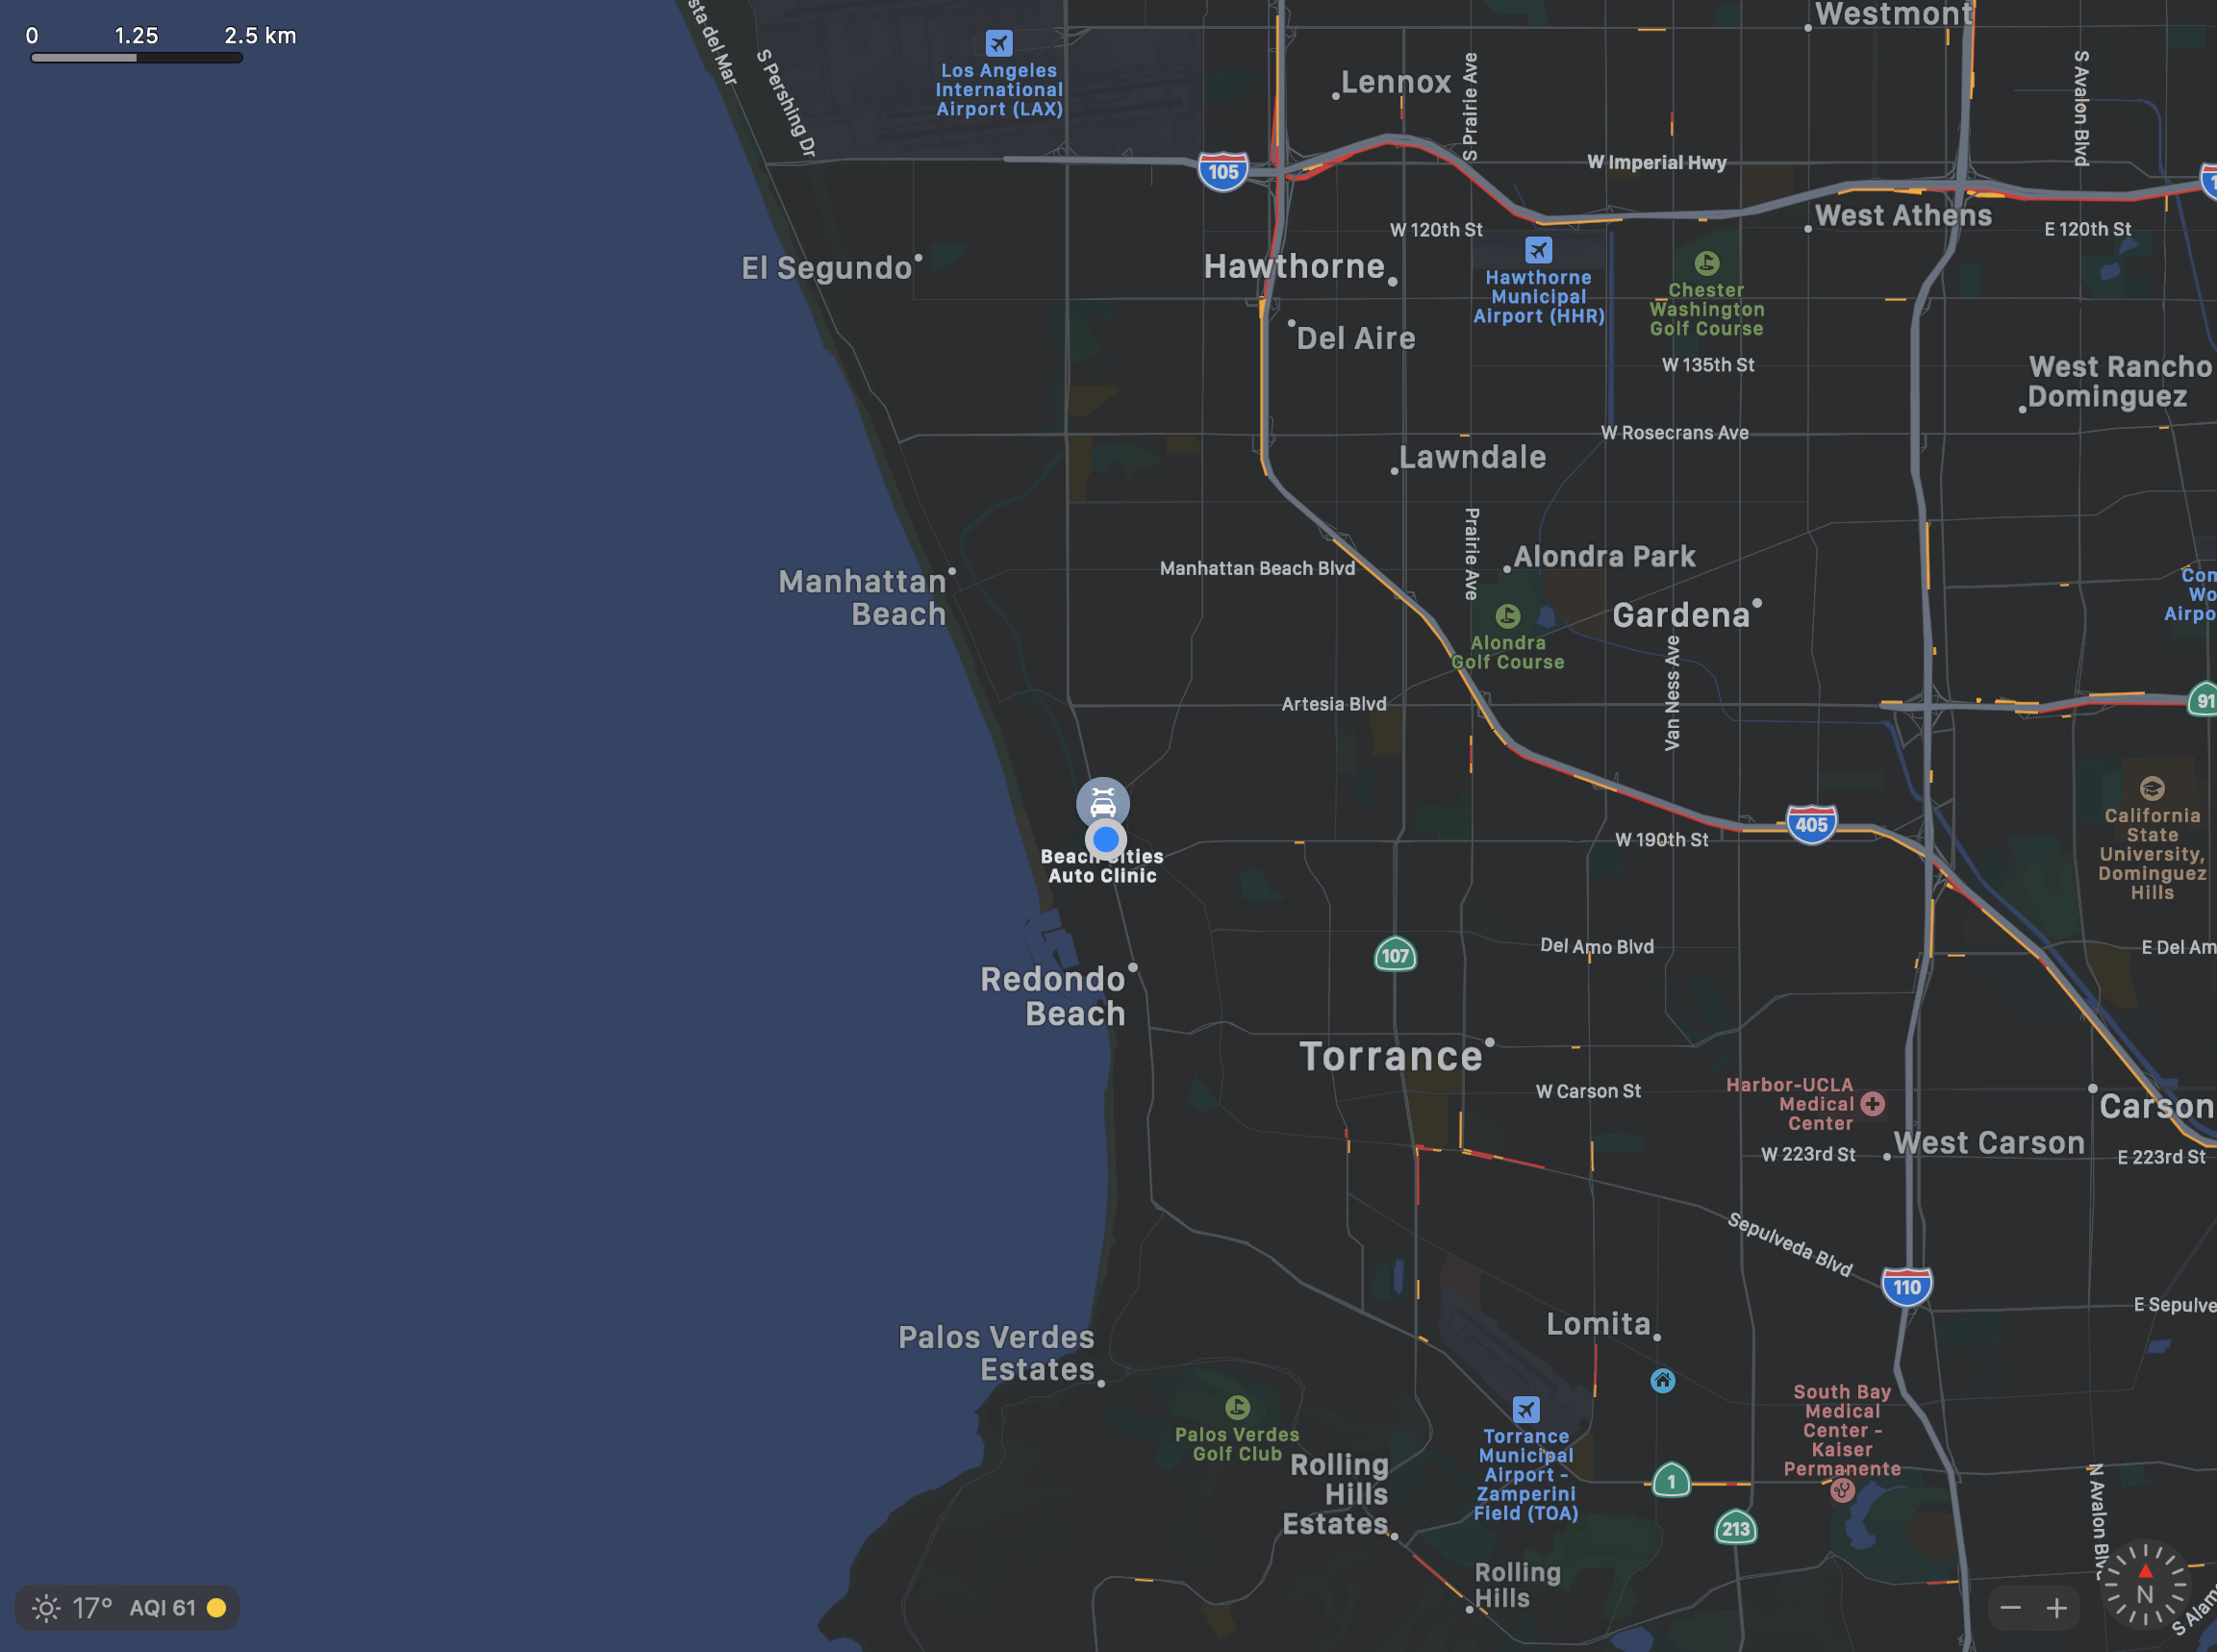 0 1.25 2.5 km
Westmont
Los Angeles
International
Airport (LAX)
S Pershing Dr
Lennox
S Prairie Ave
S Avalon Blvd
105
W Imperial Hwy
W 120th St
West Athens
E 120th St
El Segundo
Hawthorne
Hawthorne
Municipal
Airport (HHR)
Chester
Washington
Golf Course
Del Aire
W 135th St
West Rancho
Dominguez
W Rosecrans Ave
Lawndale
Prairie Ave
Manhattan Beach Blvd
Alondra Park
Manhattan
Beach
Gardena
Alondra
Golf Course
Van Ness Ave
Artesia Blvd
91
Beach Cities
Auto Clinic
W 190th St
405
California
State
University,
Dominguez
Hills
107
Del Amo Blvd
E Del Am
Redondo
Beach
Torrance
W Carson St
Harbor-UCLA
Medical
Center
Carson
West Carson
W 223rd St
E 223rd St
Sepulveda Blvd
110
E Sepulve
Lomita
Palos Verdes
Estates
Palos Verdes
Golf Club
South Bay
Medical
Center -
Kaiser
Permanente
Torrance
Municipal
Airport -
Zamperini
Field (TOA)
Rolling
Hills
Estates
1
213
N Avalon Blv
Rolling
Hills
17° AQI 61
− +
N